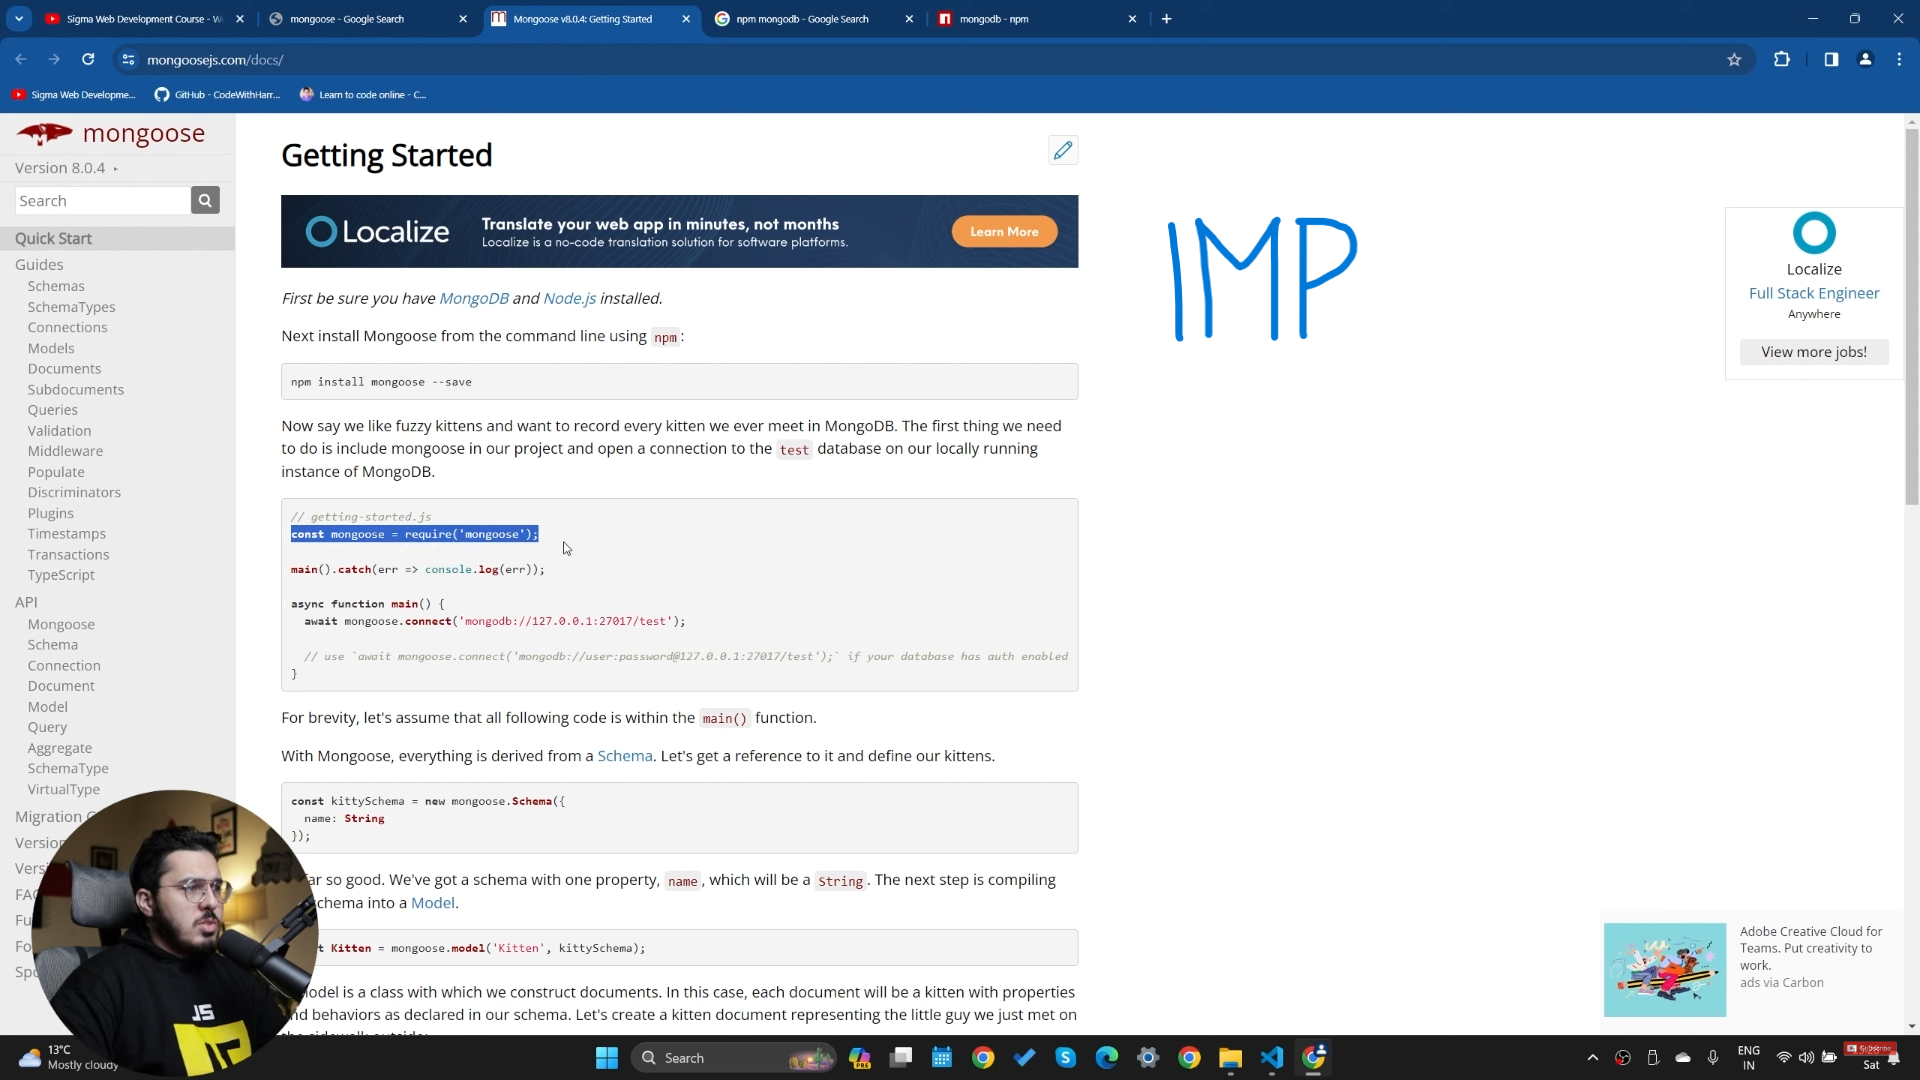 Sigma Web Development Course - W
mongoose - Google Search
Mongoose v8.0.4: Getting Started
npm mongodb - Google Search
mongodb - npm
mongoosejs.com/docs/
Sigma Web Developme...
GitHub - CodeWithHarr...
Learn to code online - C...
mongoose
Version 8.0.4
Search
Quick Start
Guides
Schemas
SchemaTypes
Connections
Models
Documents
Subdocuments
Queries
Validation
Middleware
Populate
Discriminators
Plugins
Timestamps
Transactions
TypeScript
API
Mongoose
Schema
Connection
Document
Model
Query
Aggregate
SchemaType
VirtualType
Migration
Getting Started
Localize
Translate your web app in minutes, not months
Localize is a no-code translation solution for software platforms.
Learn More
First be sure you have MongoDB and Node.js installed.
Next install Mongoose from the command line using npm:
npm install mongoose --save
Now say we like fuzzy kittens and want to record every kitten we ever meet in MongoDB. The first thing we need
to do is include mongoose in our project and open a connection to the test database on our locally running
instance of MongoDB.
// getting-started.js
const mongoose = require('mongoose');
main().catch(err => console.log(err));
async function main() {
await mongoose.connect('mongodb://127.0.0.1:27017/test');
// use `await mongoose.connect('mongodb://user:password@127.0.0.1:27017/test');` if your database has auth enabled
}
For brevity, let's assume that all following code is within the main() function.
With Mongoose, everything is derived from a Schema. Let's get a reference to it and define our kittens.
const kittySchema = new mongoose.Schema({
name: String
});
ar so good. We've got a schema with one property, name, which will be a String. The next step is compiling
chema into a Model.
t Kitten = mongoose.model('Kitten', kittySchema);
odel is a class with which we construct documents. In this case, each document will be a kitten with properties
nd behaviors as declared in our schema. Let's create a kitten document representing the little guy we just met on
IMP
Localize
Full Stack Engineer
Anywhere
View more jobs!
Adobe Creative Cloud for
Teams. Put creativity to
work.
ads via Carbon
JS
13°C
Mostly cloudy
Search
PRE
ENG
IN
Subscribe
Sat